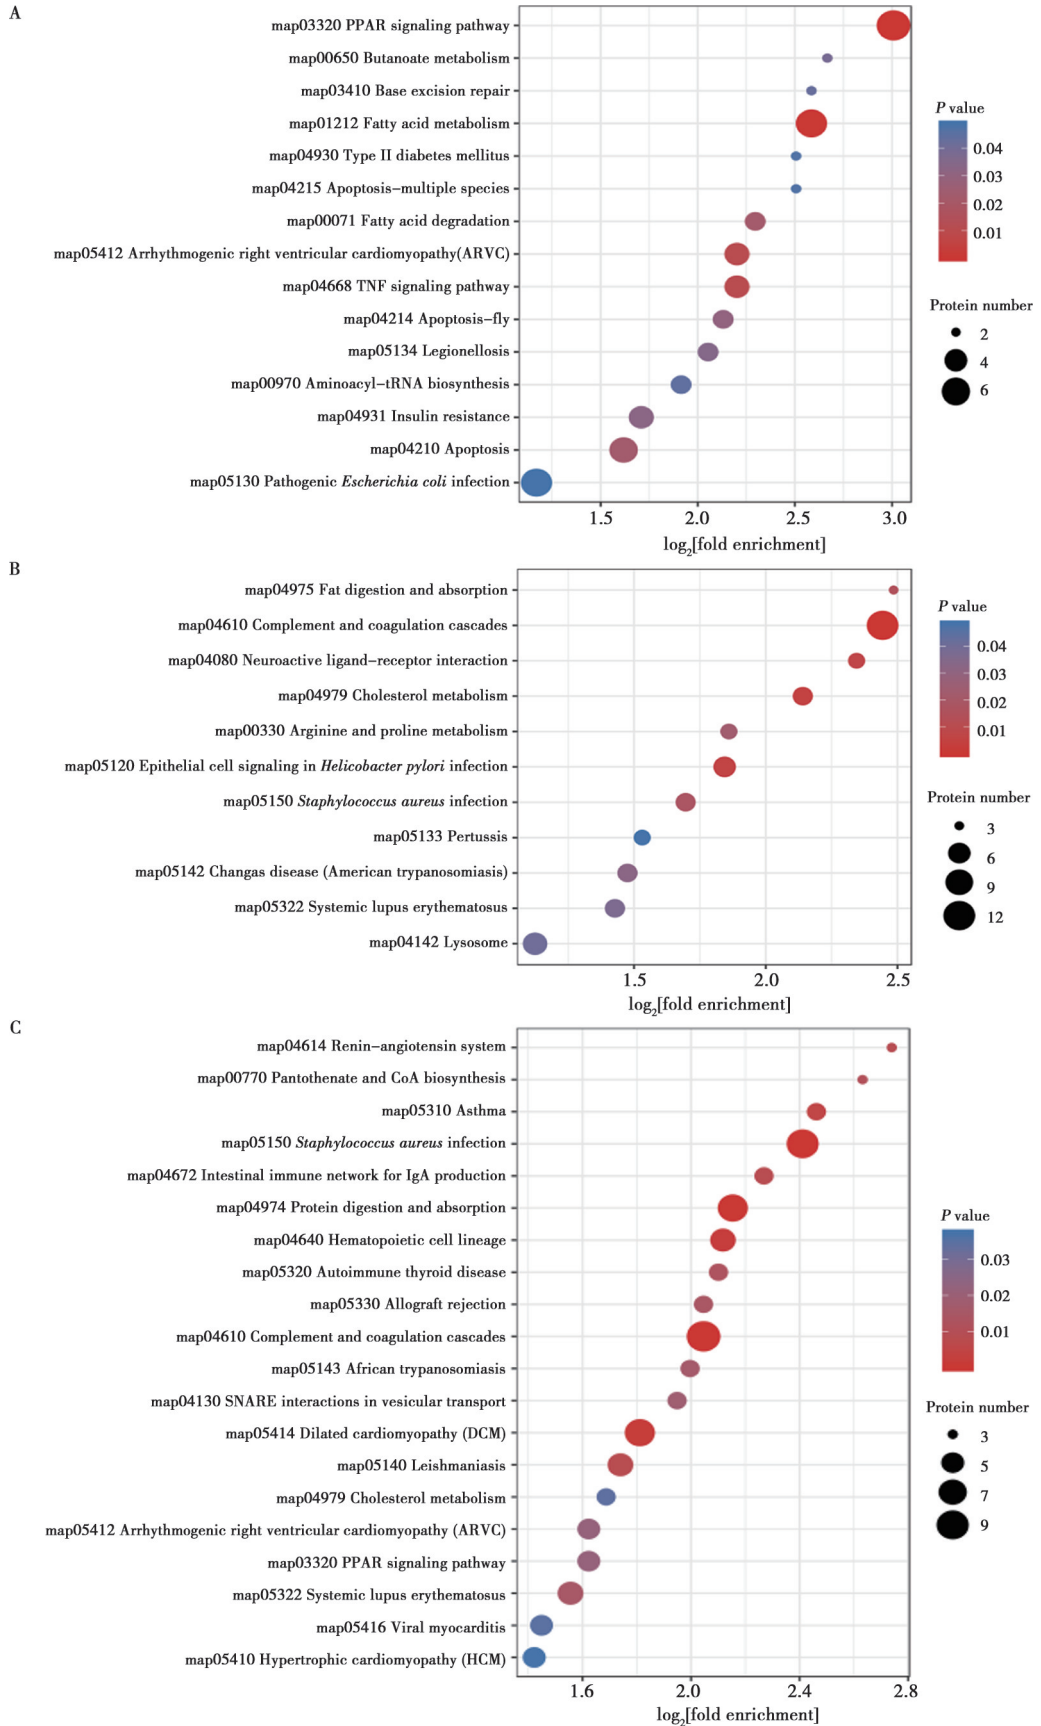 A
map03320 PPAR signaling pathway
map00650 Butanoate metabolism
map03410 Base excision repair
map01212 Fatty acid metabolism
map04930 Type II diabetes mellitus
map04215 Apoptosis-multiple species
map00071 Fatty acid degradation
map05412 Arrhythmogenic right ventricular cardiomyopathy(ARVC)
map04668 TNF signaling pathway
map04214 Apoptosis-fly
map05134 Legionellosis
map00970 Aminoacyl-tRNA biosynthesis
map04931 Insulin resistance
map04210 Apoptosis
map05130 Pathogenic Escherichia coli infection
1.5 2.0 2.5 3.0
log2[fold enrichment]
P value
0.04
0.03
0.02
0.01
Protein number
2
4
6
B
map04975 Fat digestion and absorption
map04610 Complement and coagulation cascades
map04080 Neuroactive ligand-receptor interaction
map04979 Cholesterol metabolism
map00330 Arginine and proline metabolism
map05120 Epithelial cell signaling in Helicobacter pylori infection
map05150 Staphylococcus aureus infection
map05133 Pertussis
map05142 Changas disease (American trypanosomiasis)
map05322 Systemic lupus erythematosus
map04142 Lysosome
1.5 2.0 2.5
log2[fold enrichment]
P value
0.04
0.03
0.02
0.01
Protein number
3
6
9
12
C
map04614 Renin-angiotensin system
map00770 Pantothenate and CoA biosynthesis
map05310 Asthma
map05150 Staphylococcus aureus infection
map04672 Intestinal immune network for IgA production
map04974 Protein digestion and absorption
map04640 Hematopoietic cell lineage
map05320 Autoimmune thyroid disease
map05330 Allograft rejection
map04610 Complement and coagulation cascades
map05143 African trypanosomiasis
map04130 SNARE interactions in vesicular transport
map05414 Dilated cardiomyopathy (DCM)
map05140 Leishmaniasis
map04979 Cholesterol metabolism
map05412 Arrhythmogenic right ventricular cardiomyopathy (ARVC)
map03320 PPAR signaling pathway
map05322 Systemic lupus erythematosus
map05416 Viral myocarditis
map05410 Hypertrophic cardiomyopathy (HCM)
1.6 2.0 2.4 2.8
log2[fold enrichment]
P value
0.03
0.02
0.01
Protein number
3
5
7
9